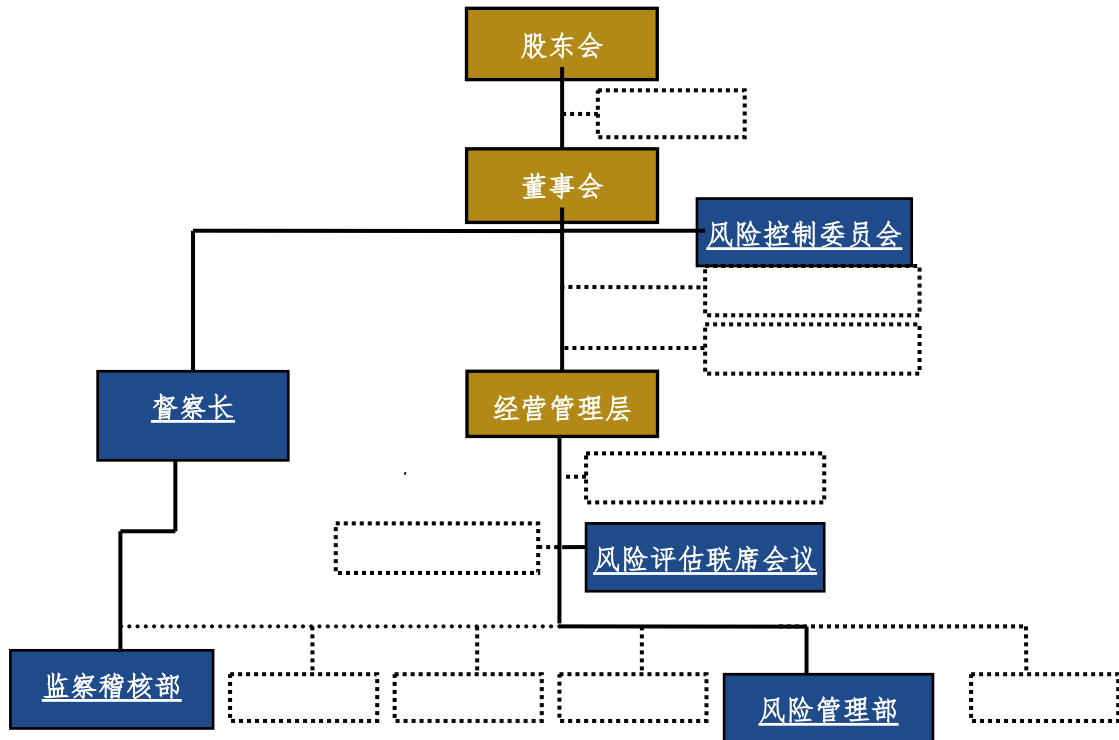 股东会
董事会
风险控制委员会
督察长
经营管理层
风险评估联席会议
监察稽核部
风险管理部